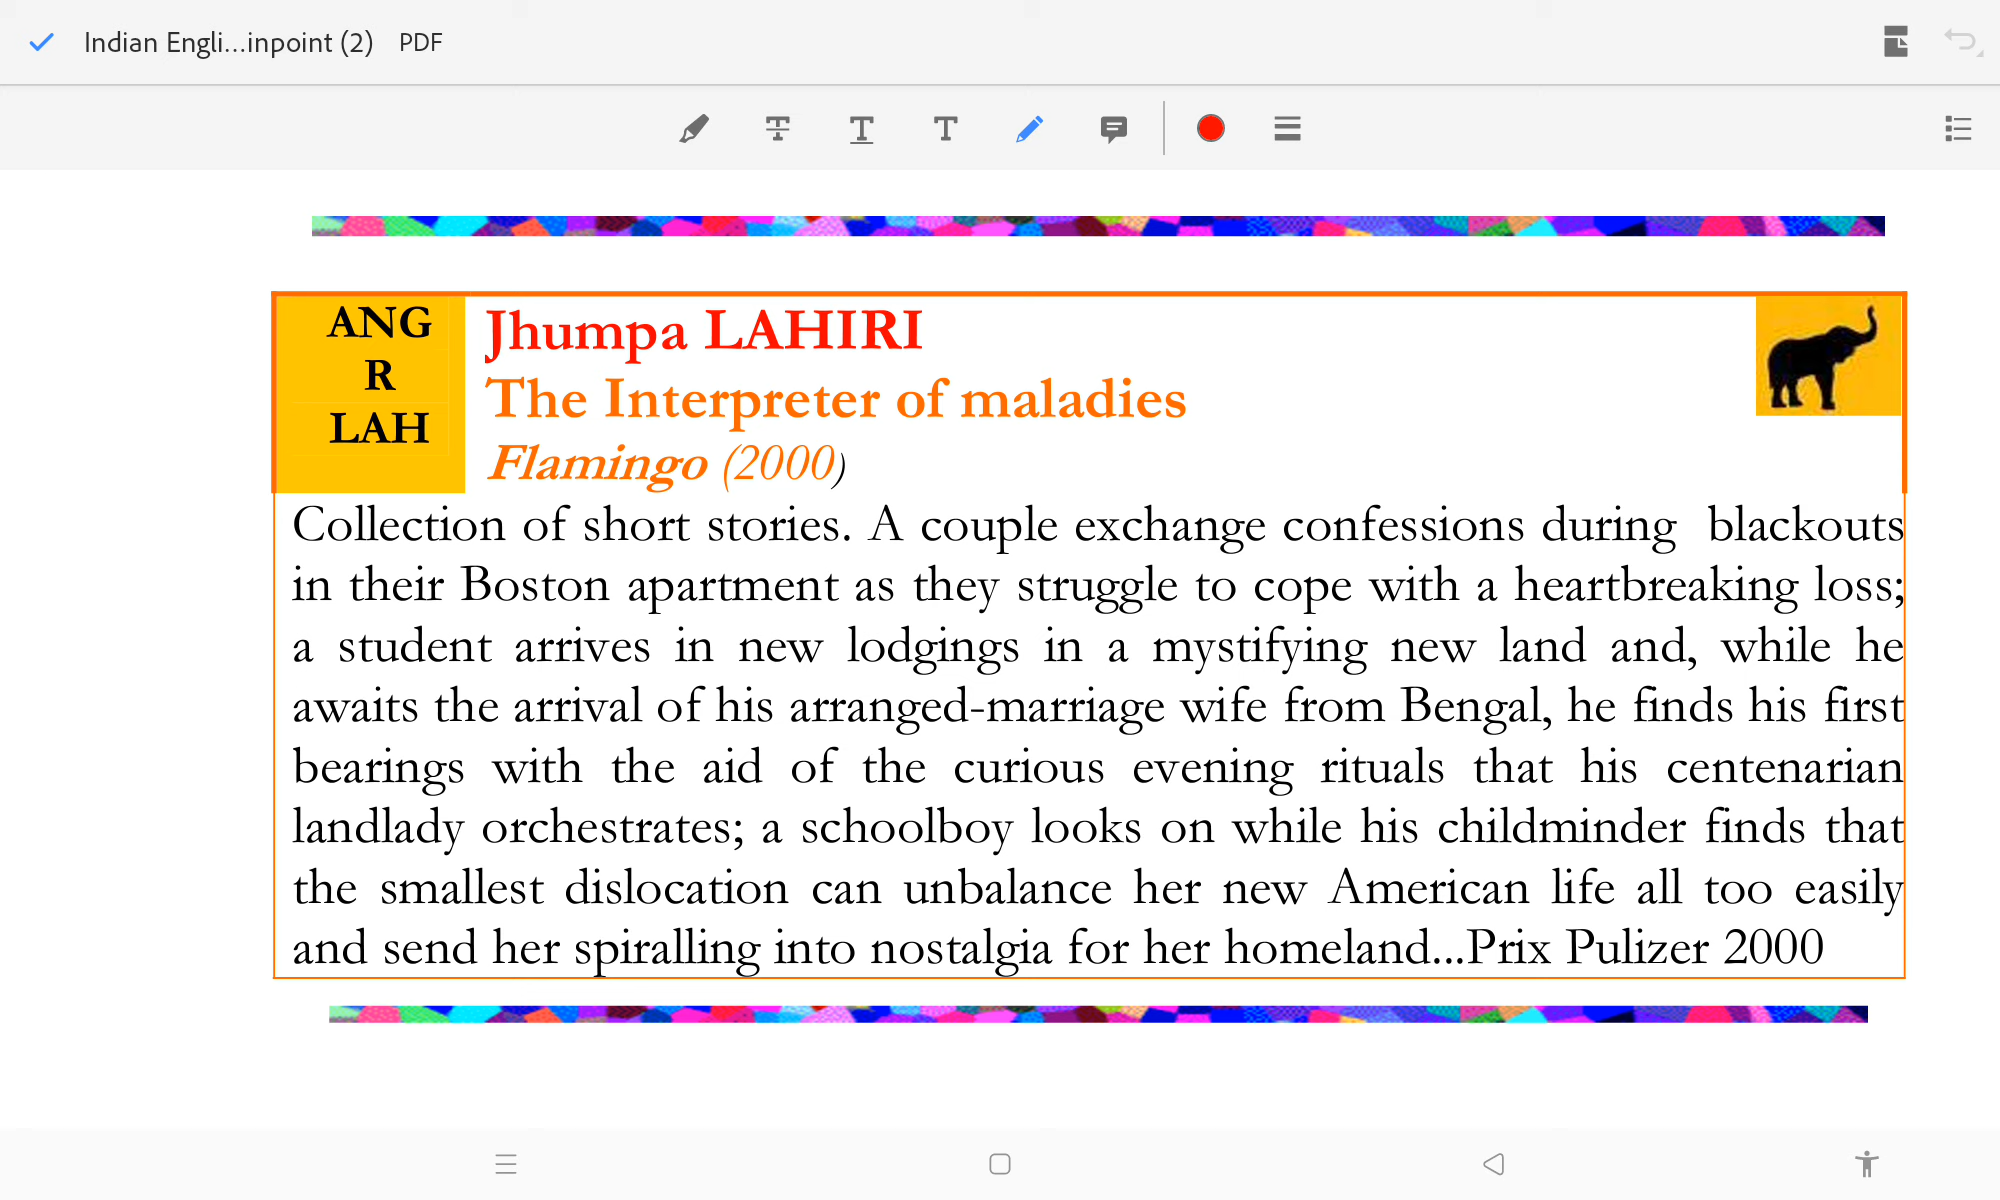 Indian Engli...inpoint (2) PDF
ANG
R
LAH
Jhumpa LAHIRI
The Interpreter of maladies
Flamingo (2000)
Collection of short stories. A couple exchange confessions during blackouts
in their Boston apartment as they struggle to cope with a heartbreaking loss;
a student arrives in new lodgings in a mystifying new land and, while he
awaits the arrival of his arranged-marriage wife from Bengal, he finds his first
bearings with the aid of the curious evening rituals that his centenarian
landlady orchestrates; a schoolboy looks on while his childminder finds that
the smallest dislocation can unbalance her new American life all too easily
and send her spiralling into nostalgia for her homeland...Prix Pulizer 2000